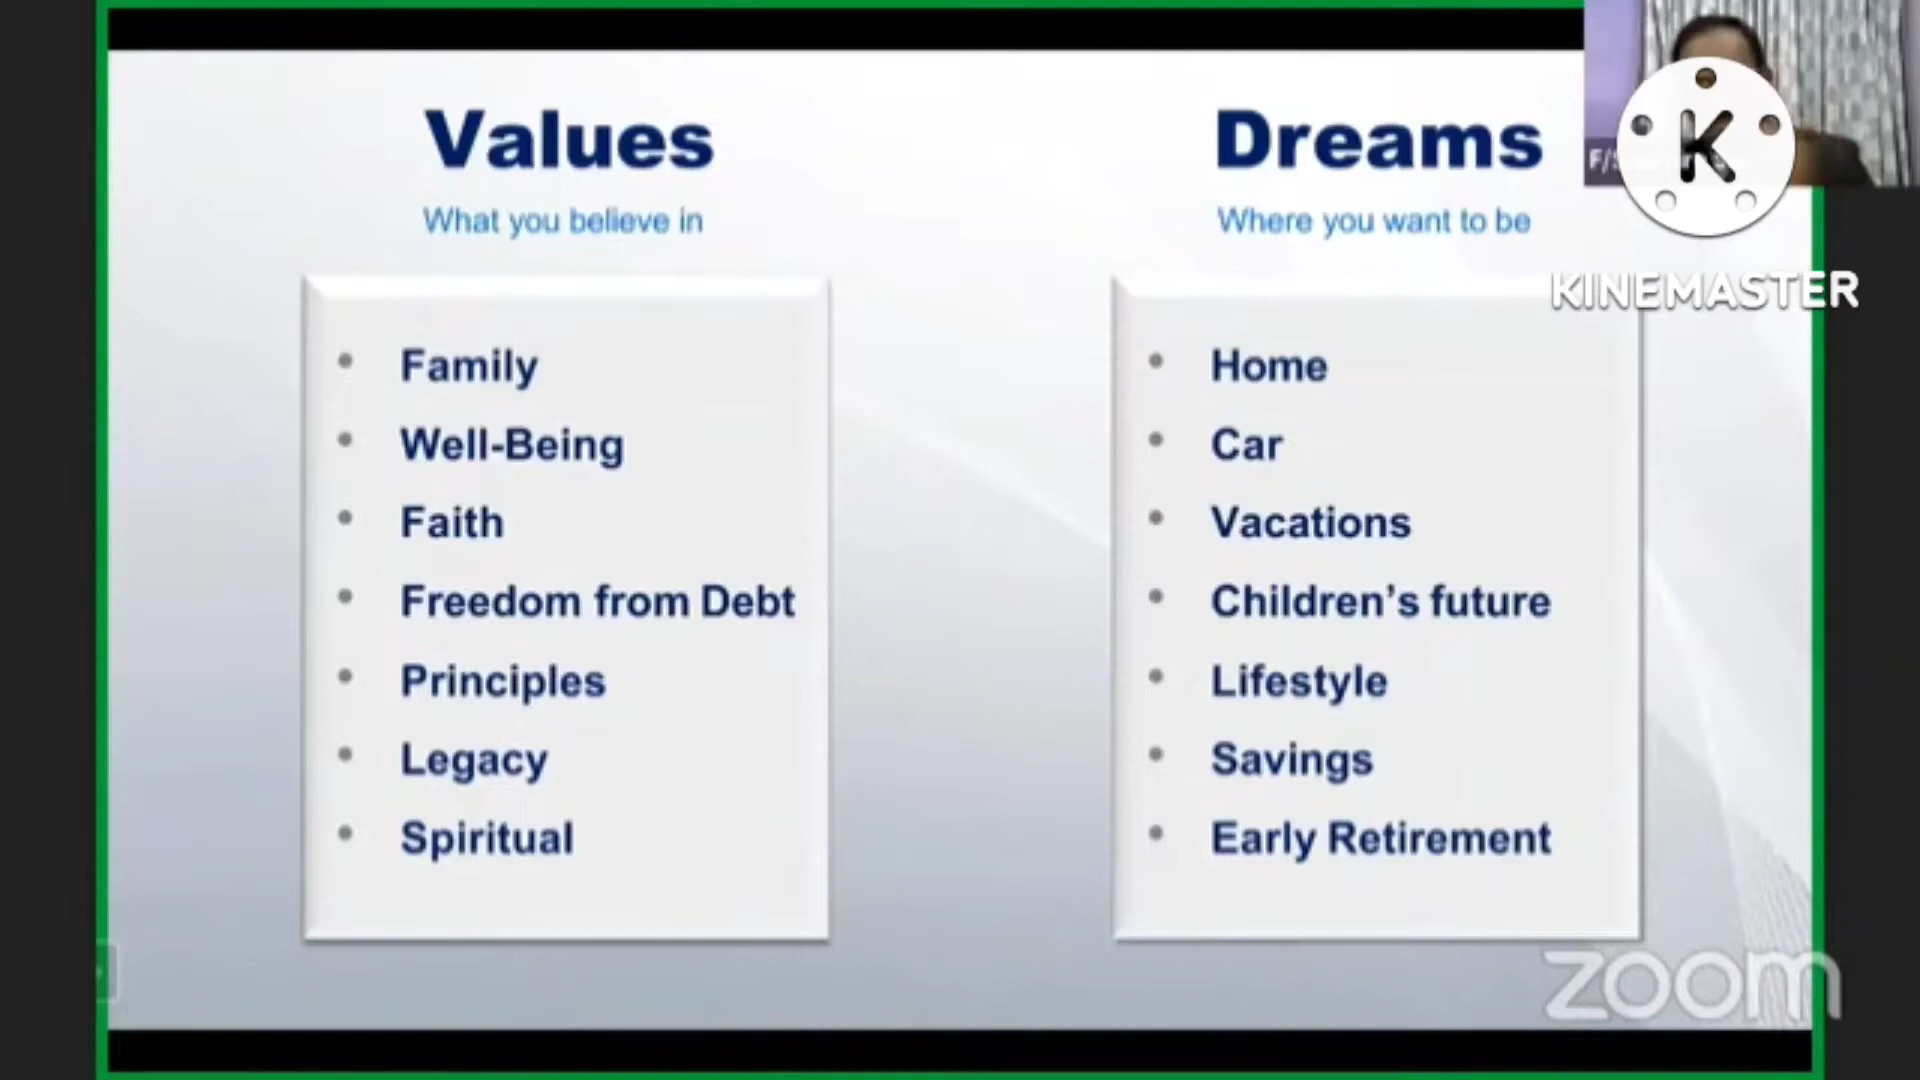 Values
What you believe in
Family
Well-Being
Faith
Freedom from Debt
Principles
Legacy
Spiritual
Dreams
Where you want to be
Home
Car
Vacations
Children's future
Lifestyle
Savings
Early Retirement
K
KINEMASTER
zoom